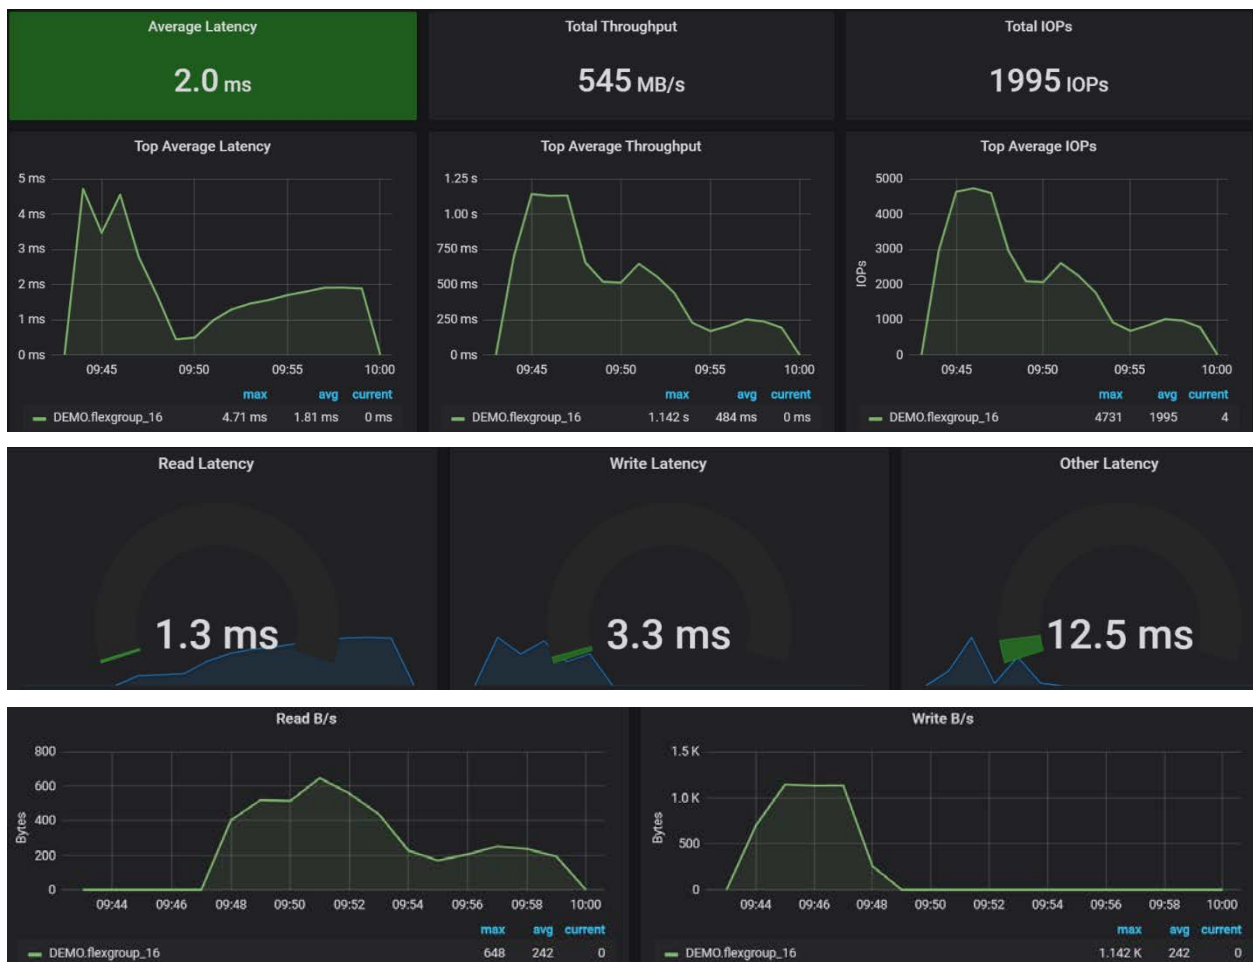 Average Latency
2.0 ms
Total Throughput
545 MB/s
Total IOPs
1995 IOPs
Top Average Latency
5 ms
4 ms
3 ms
2 ms
1 ms
0 ms
09:45 09:50 09:55 10:00
max avg current
DEMO.flexgroup_16 4.71 ms 1.81 ms 0 ms
Top Average Throughput
1.25 s
1.00 s
750 ms
500 ms
250 ms
0 ms
09:45 09:50 09:55 10:00
max avg current
DEMO.flexgroup_16 1.142 s 484 ms 0 ms
Top Average IOPs
IOPs
5000
4000
3000
2000
1000
0
09:45 09:50 09:55 10:00
max avg current
DEMO.flexgroup_16 4731 1995 4
Read Latency
1.3 ms
Write Latency
3.3 ms
Other Latency
12.5 ms
Read B/s
Bytes
800
600
400
200
0
09:44 09:46 09:48 09:50 09:52 09:54 09:56 09:58 10:00
max avg current
DEMO.flexgroup_16 648 242 0
Write B/s
Bytes
1.5 K
1.0 K
500
0
09:44 09:46 09:48 09:50 09:52 09:54 09:56 09:58 10:00
max avg current
DEMO.flexgroup_16 1.142 K 242 0